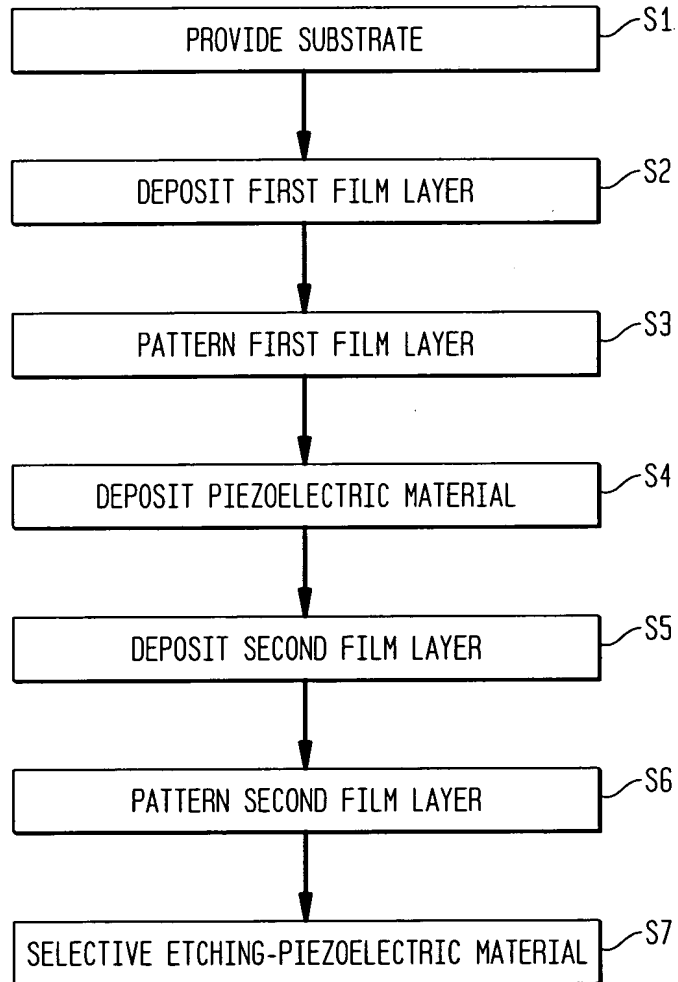 PROVIDE SUBSTRATE
S1
DEPOSIT FIRST FILM LAYER
S2
PATTERN FIRST FILM LAYER
S3
DEPOSIT PIEZOELECTRIC MATERIAL
S4
DEPOSIT SECOND FILM LAYER
S5
PATTERN SECOND FILM LAYER
S6
SELECTIVE ETCHING-PIEZOELECTRIC MATERIAL
S7